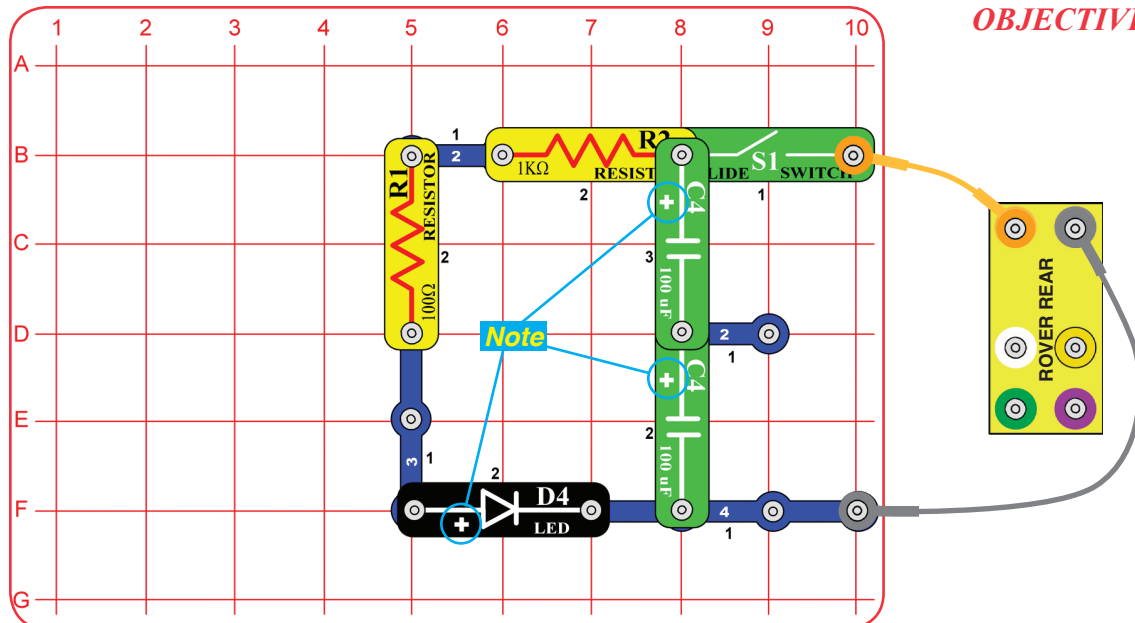 OBJECTIVE
1 2 3 4 5 6 7 8 9 10
A
B
C
D
E
F
G
1
2
R1
RESISTOR
100Ω
2
R2
1KΩ
RESIST
2
SLIDE SWITCH
S1
1
+
C4
100 uF
3
2
1
Note
+
C4
100 uF
2
3
1
2
D4
+
LED
4
1
ROVER REAR